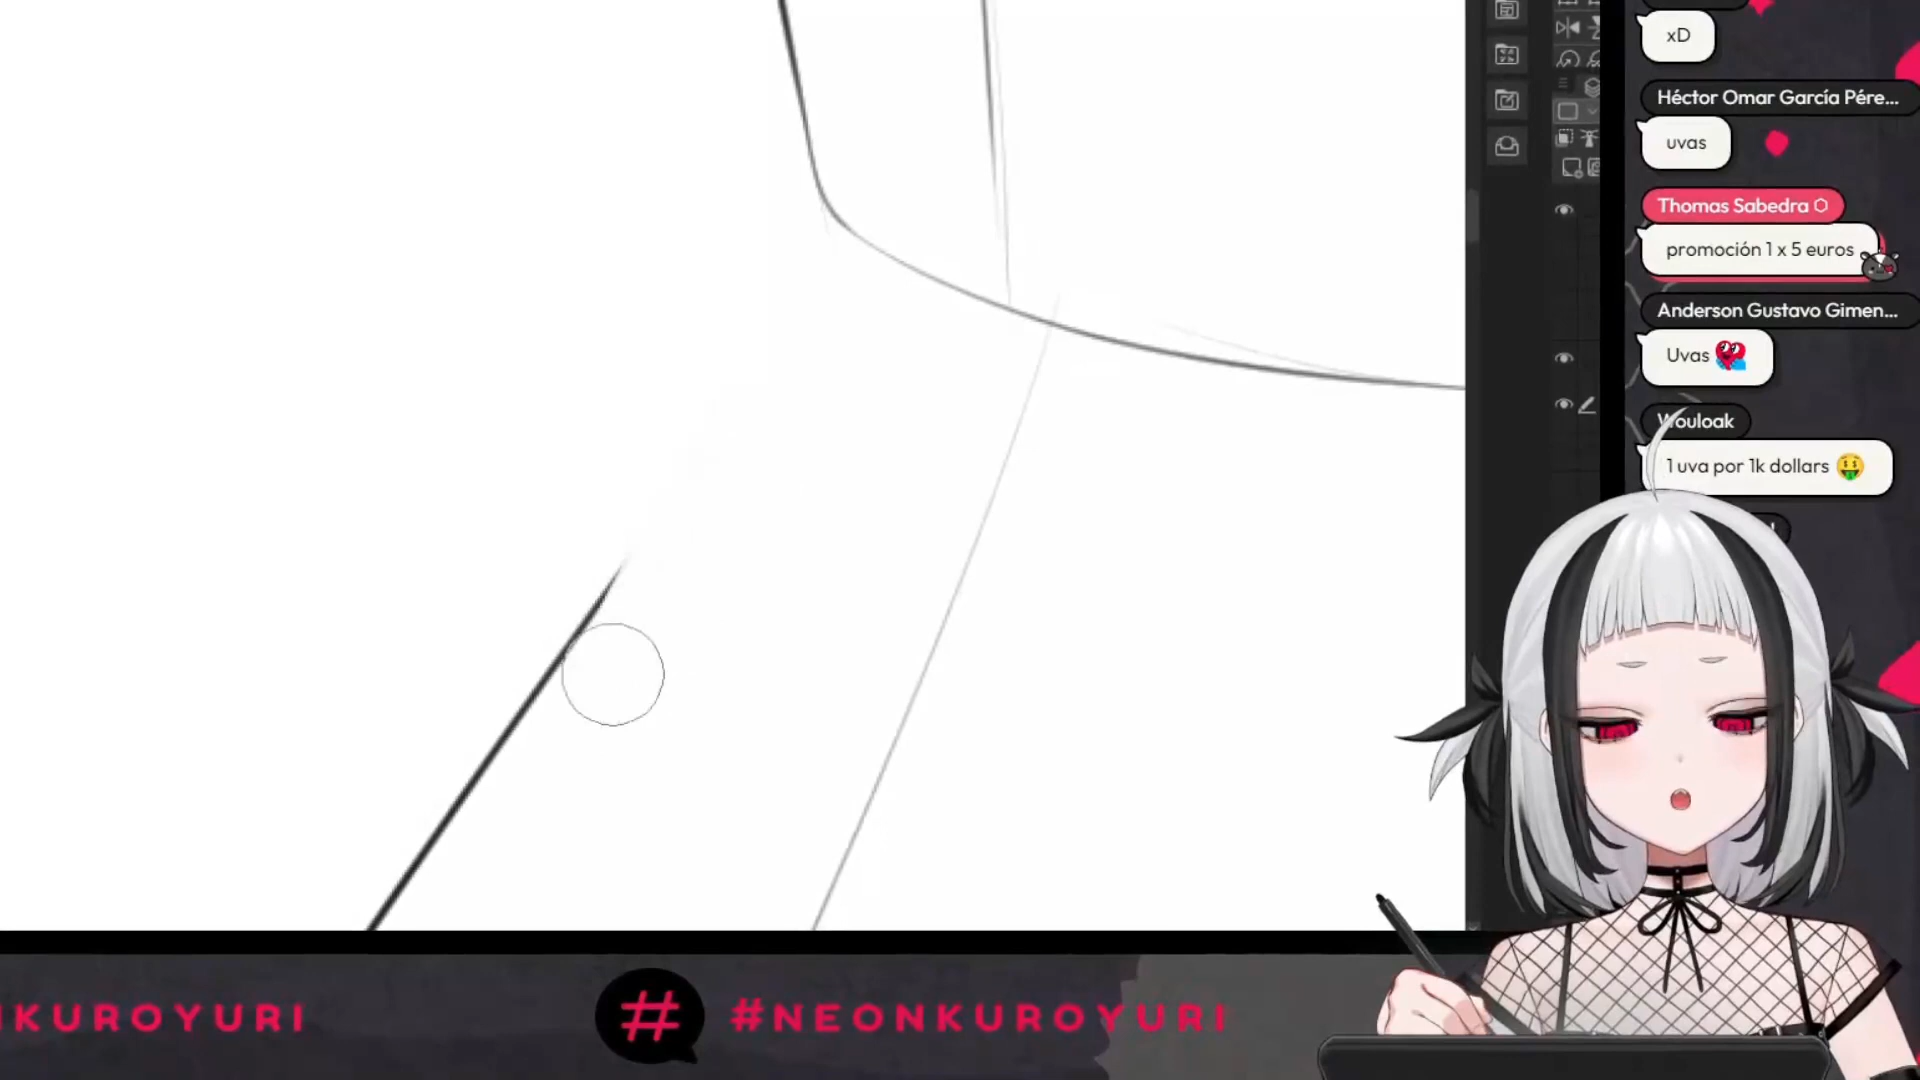 xD
Héctor Omar García Pére...
uvas
Thomas Sabedra
promoción 1 x 5 euros
Anderson Gustavo Gimen...
Uvas
Wouloak
1 uva por 1k dollars
KUROYURI
# #NEONKUROYURI